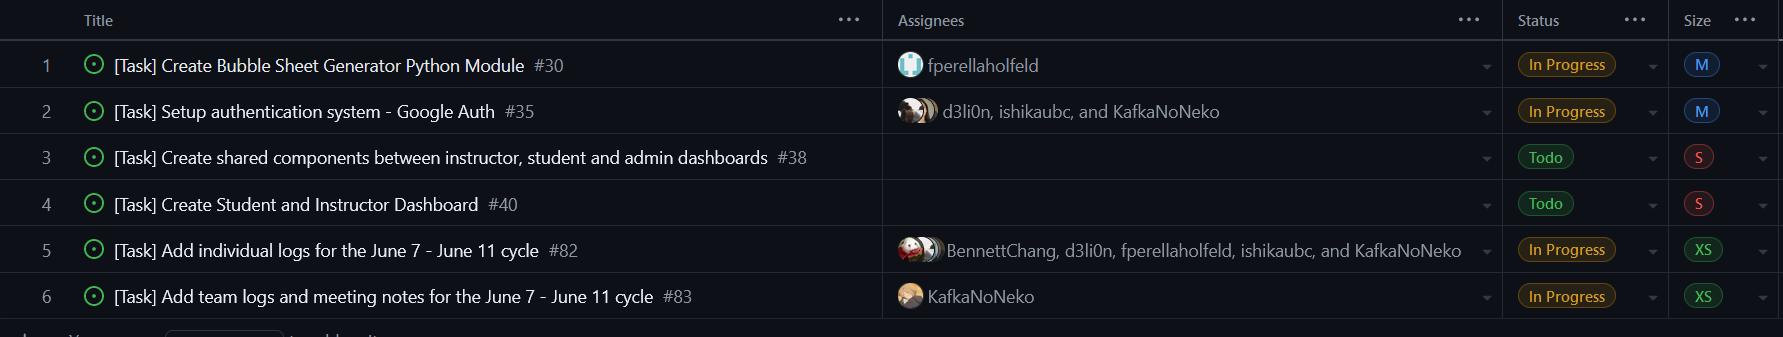 Title ... Assignees ... Status ... Size ...
1 [Task] Create Bubble Sheet Generator Python Module #30 fperellaholfeld In Progress M
2 [Task] Setup authentication system - Google Auth #35 d3li0n, ishikaubc, and KafkaNoNeko In Progress M
3 [Task] Create shared components between instructor, student and admin dashboards #38 Todo S
4 [Task] Create Student and Instructor Dashboard #40 Todo S
5 [Task] Add individual logs for the June 7 - June 11 cycle #82 BennettChang, d3li0n, fperellaholfeld, ishikaubc, and KafkaNoNeko In Progress XS
6 [Task] Add team logs and meeting notes for the June 7 - June 11 cycle #83 KafkaNoNeko In Progress XS